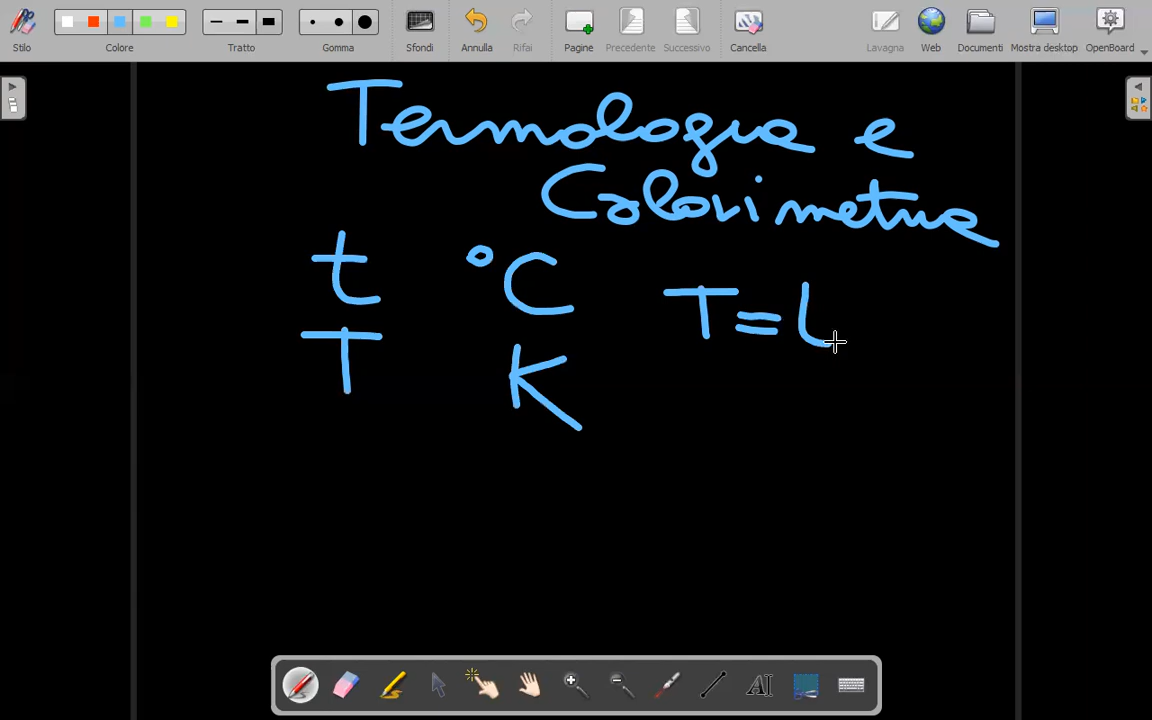 Stilo Colore Tratto Gomma Sfondi Annulla Rifai Pagine Precedente Successivo Cancella Lavagna Web Documenti Mostra desktop OpenBoard
Termologia e
Calorimetria
t °C
T = L
T K